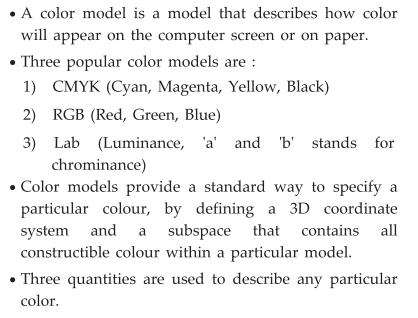 • A color model is a model that describes how color
will appear on the computer screen or on paper.
• Three popular color models are :
1) CMYK (Cyan, Magenta, Yellow, Black)
2) RGB (Red, Green, Blue)
3) Lab (Luminance, 'a' and 'b' stands for
chrominance)
• Color models provide a standard way to specify a
particular colour, by defining a 3D coordinate
system and a subspace that contains all
constructible colour within a particular model.
• Three quantities are used to describe any particular
color.